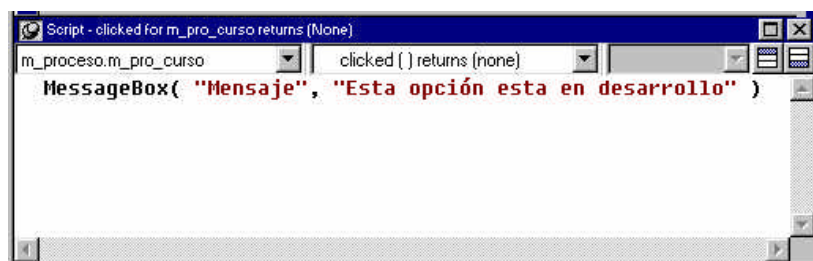 Script - clicked for m_pro_curso returns (None)
m_proceso.m_pro_curso clicked ( ) returns (none)
MessageBox( "Mensaje", "Esta opción esta en desarrollo" )